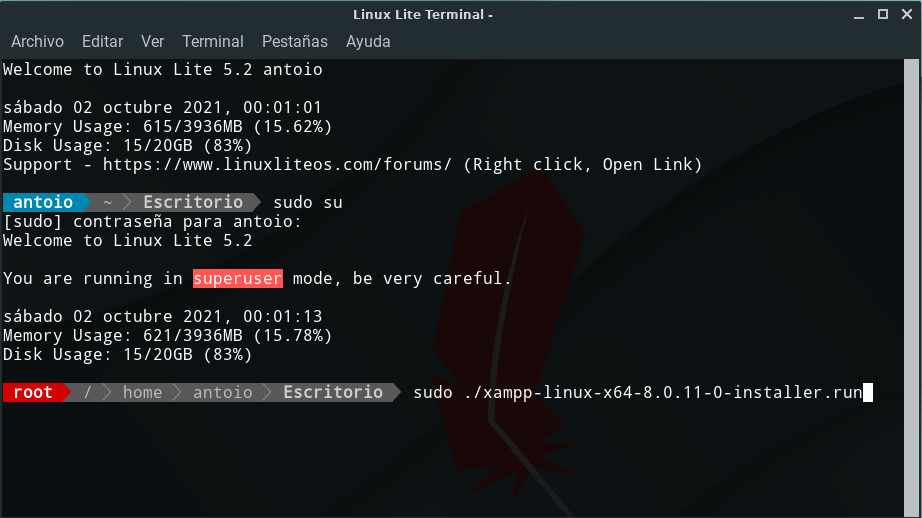 Linux Lite Terminal -
Archivo Editar Ver Terminal Pestañas Ayuda
Welcome to Linux Lite 5.2 antoio
sábado 02 octubre 2021, 00:01:01
Memory Usage: 615/3936MB (15.62%)
Disk Usage: 15/20GB (83%)
Support - https://www.linuxliteos.com/forums/ (Right click, Open Link)
antoio ~ Escritorio sudo su
[sudo] contraseña para antoio:
Welcome to Linux Lite 5.2
You are running in superuser mode, be very careful.
sábado 02 octubre 2021, 00:01:13
Memory Usage: 621/3936MB (15.78%)
Disk Usage: 15/20GB (83%)
root / home antoio Escritorio sudo ./xampp-linux-x64-8.0.11-0-installer.run